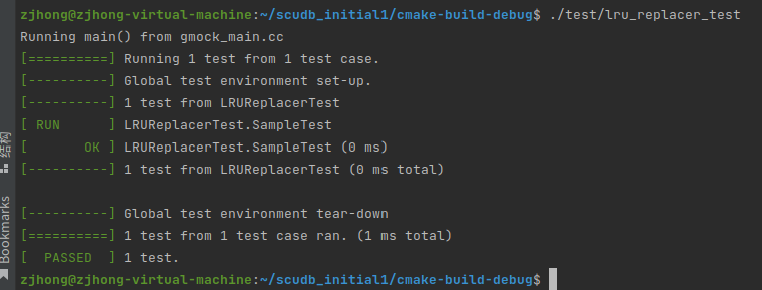 zjhong@zjhong-virtual-machine:~/scudb_initial1/cmake-build-debug$ ./test/lru_replacer_test
Running main() from gmock_main.cc
[==========] Running 1 test from 1 test case.
[----------] Global test environment set-up.
[----------] 1 test from LRUReplacerTest
[ RUN      ] LRUReplacerTest.SampleTest
[       OK ] LRUReplacerTest.SampleTest (0 ms)
[----------] 1 test from LRUReplacerTest (0 ms total)
[----------] Global test environment tear-down
[==========] 1 test from 1 test case ran. (1 ms total)
[  PASSED  ] 1 test.
zjhong@zjhong-virtual-machine:~/scudb_initial1/cmake-build-debug$
结构
Bookmarks